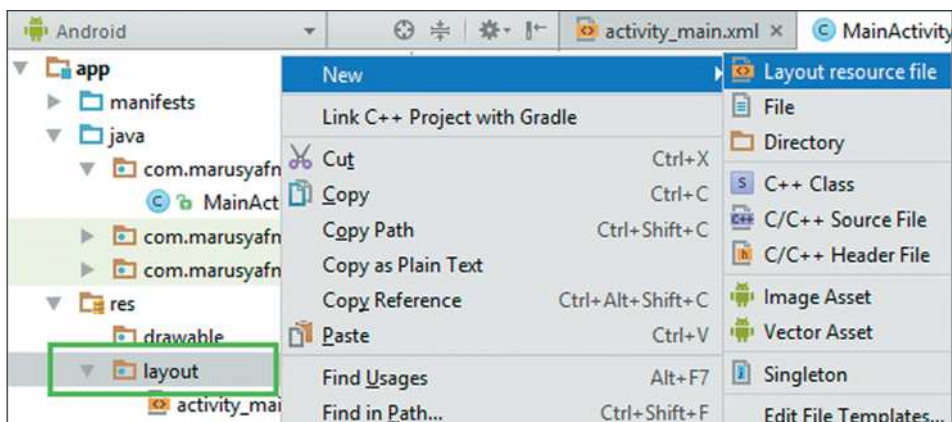 Android
activity_main.xml
MainActivity
app
manifests
java
com.marusyafn
MainAct
com.marusyafn
com.marusyafn
res
drawable
layout
activity_mai
New
Link C++ Project with Gradle
Cut Ctrl+X
Copy Ctrl+C
Copy Path Ctrl+Shift+C
Copy as Plain Text
Copy Reference Ctrl+Alt+Shift+C
Paste Ctrl+V
Find Usages Alt+F7
Find in Path... Ctrl+Shift+F
Layout resource file
File
Directory
C++ Class
C/C++ Source File
C/C++ Header File
Image Asset
Vector Asset
Singleton
Edit File Templates...